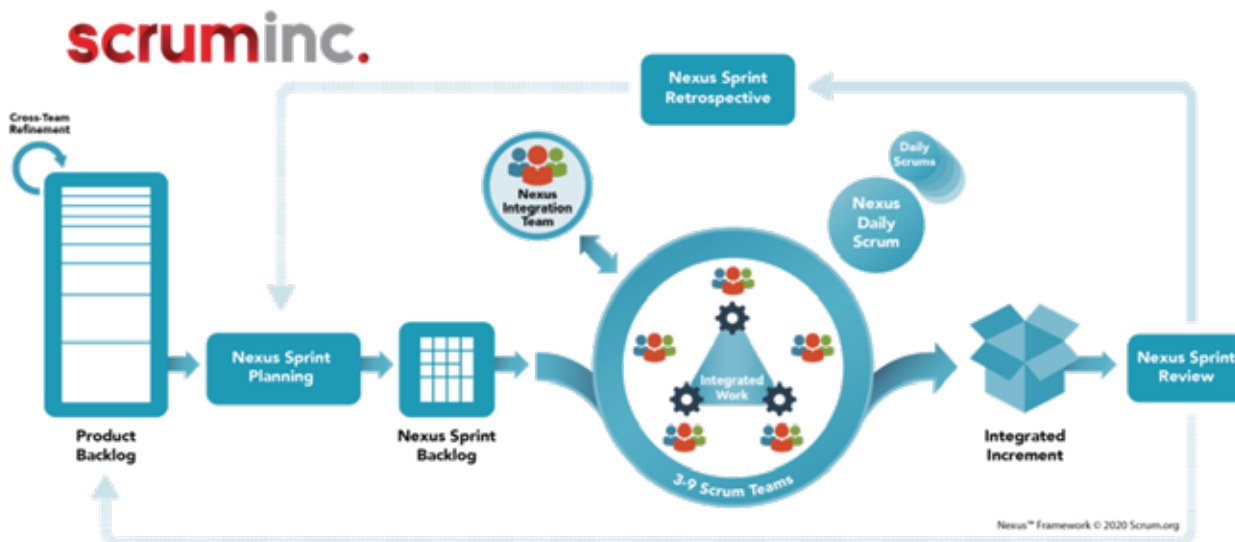 scruminc.
Nexus Sprint
Retrospective
Cross-Team
Refinement
Daily
Scrums
Nexus
Integration
Team
Nexus
Daily
Scrum
Nexus Sprint
Planning
Integrated
Work
Nexus Sprint
Review
Product
Backlog
Nexus Sprint
Backlog
Integrated
Increment
3-9 Scrum Teams
Nexus™ Framework © 2020 Scrum.org